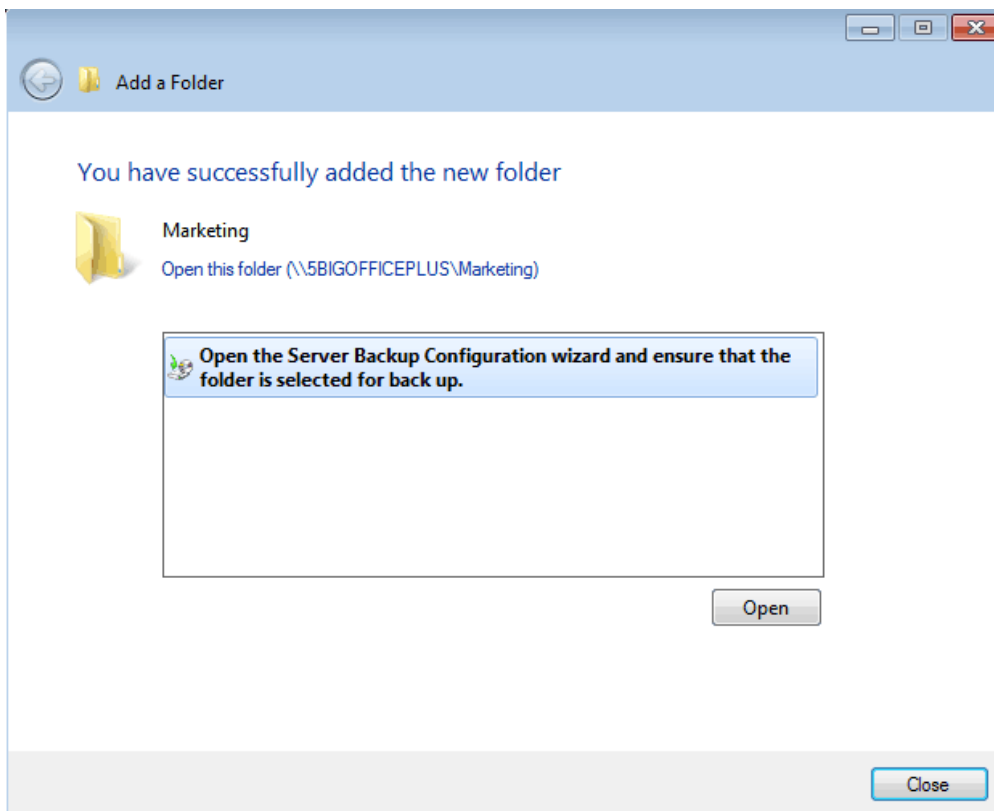 Add a Folder
You have successfully added the new folder
Marketing
Open this folder (\\5BIGOFFICEPLUS\Marketing)
Open the Server Backup Configuration wizard and ensure that the
folder is selected for back up.
Open
Close